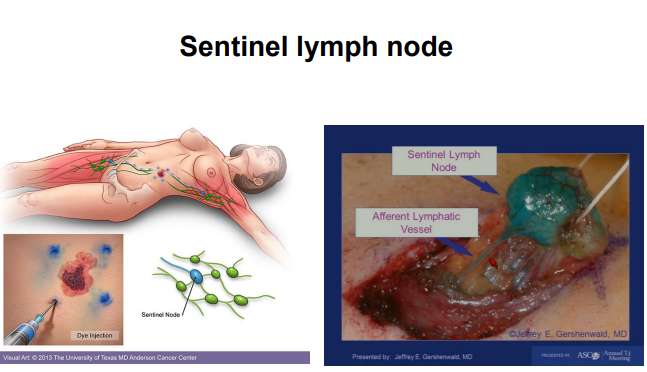 Sentinel lymph node
Sentinel Lymph
Node
Afferent Lymphatic
Vessel
Dye Injection
Sentinel Node
©Jeffrey E. Gershenwald, MD
Visual Art: © 2013 The University of Texas MD Anderson Cancer Center
Presented by: Jeffrey E. Gershenwald, MD
PRESENTED AT:
ASCO
Annual '13
Meeting